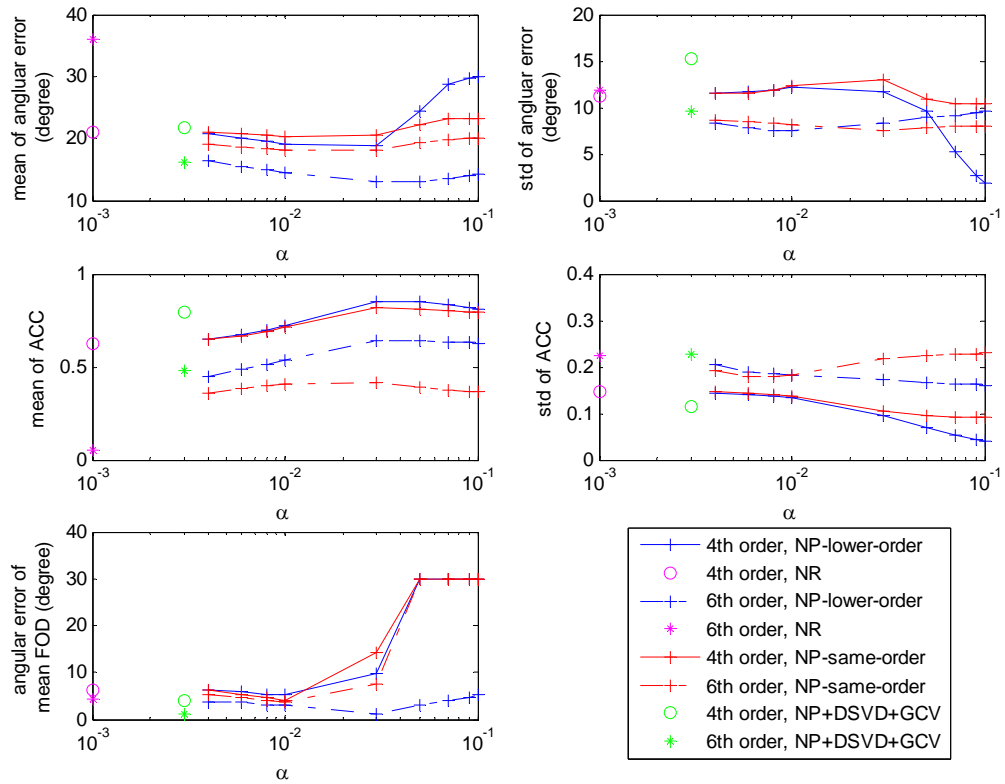 40
30
20
10
mean of angluar error
(degree)
10-3
10-2
10-1
α
20
15
10
5
0
std of angluar error
(degree)
10-3
10-2
10-1
α
1
0.5
0
mean of ACC
10-3
10-2
10-1
α
0.4
0.3
0.2
0.1
0
std of ACC
10-3
10-2
10-1
α
40
30
20
10
0
angular error of
mean FOD (degree)
10-3
10-2
10-1
α
4th order, NP-lower-order
4th order, NR
6th order, NP-lower-order
6th order, NR
4th order, NP-same-order
6th order, NP-same-order
4th order, NP+DSVD+GCV
6th order, NP+DSVD+GCV